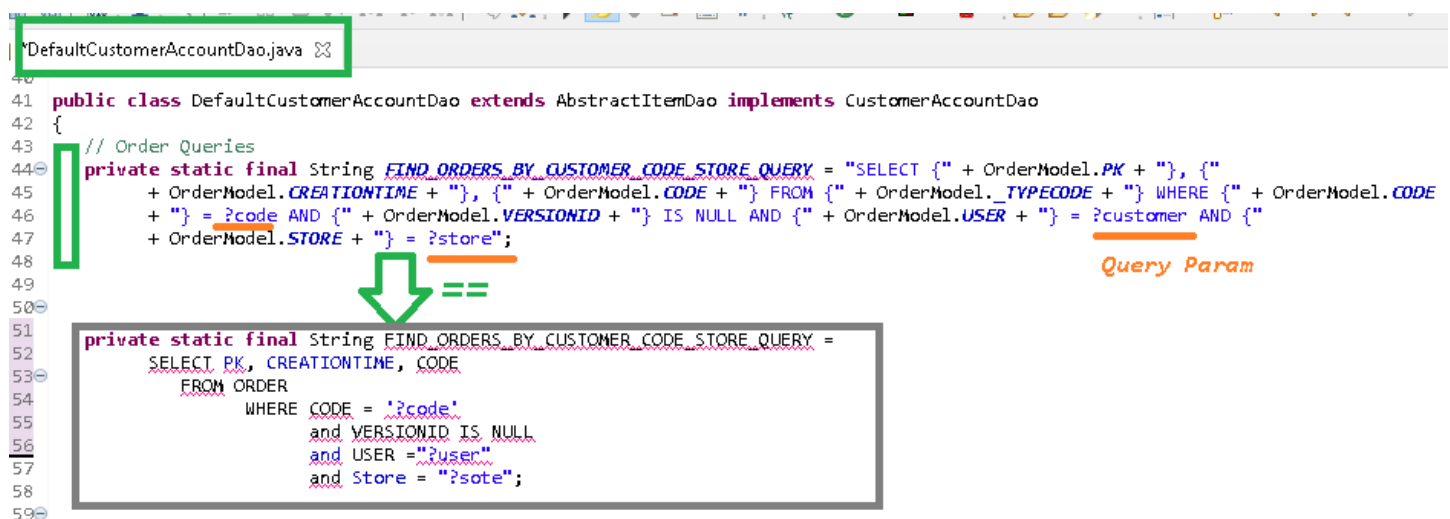 *DefaultCustomerAccountDao.java
40
41 public class DefaultCustomerAccountDao extends AbstractItemDao implements CustomerAccountDao
42 {
43 // Order Queries
44 private static final String FIND_ORDERS_BY_CUSTOMER_CODE_STORE_QUERY = "SELECT {" + OrderModel.PK + "}, {"
45 + OrderModel.CREATIONTIME + "}, {" + OrderModel.CODE + "} FROM {" + OrderModel._TYPECODE + "} WHERE {" + OrderModel.CODE
46 + "} = ?code AND {" + OrderModel.VERSIONID + "} IS NULL AND {" + OrderModel.USER + "} = ?customer AND {"
47 + OrderModel.STORE + "} = ?store";
48
Query Param
49
==
50
51 private static final String FIND_ORDERS_BY_CUSTOMER_CODE_STORE_QUERY =
52 SELECT PK, CREATIONTIME, CODE
53 FROM ORDER
54 WHERE CODE = '?code'
55 and VERSIONID IS NULL
56 and USER ="?user"
57 and Store = "?sote";
58
59